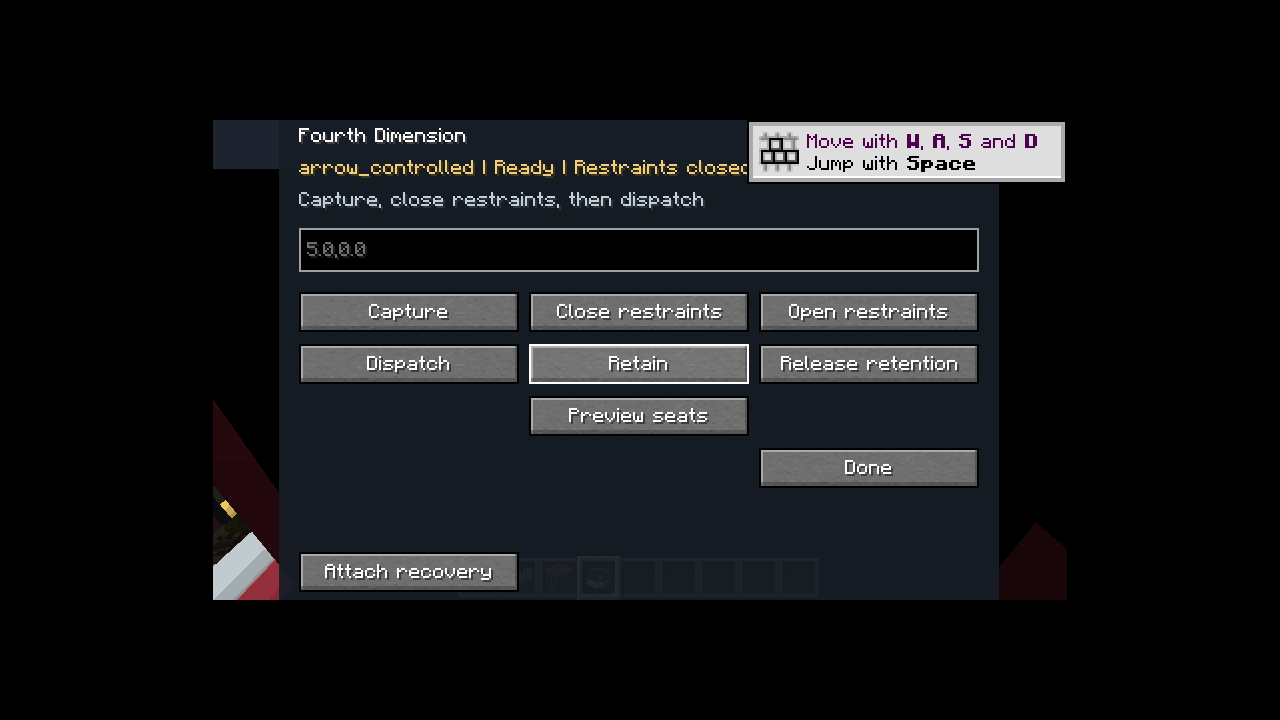 Fourth Dimension
arrow_controlled | Ready | Restraints closed
Move with W, A, S and D
Jump with Space
Capture, close restraints, then dispatch
5.0,0.0
Capture
Close restraints
Open restraints
Dispatch
Retain
Release retention
Preview seats
Done
Attach recovery